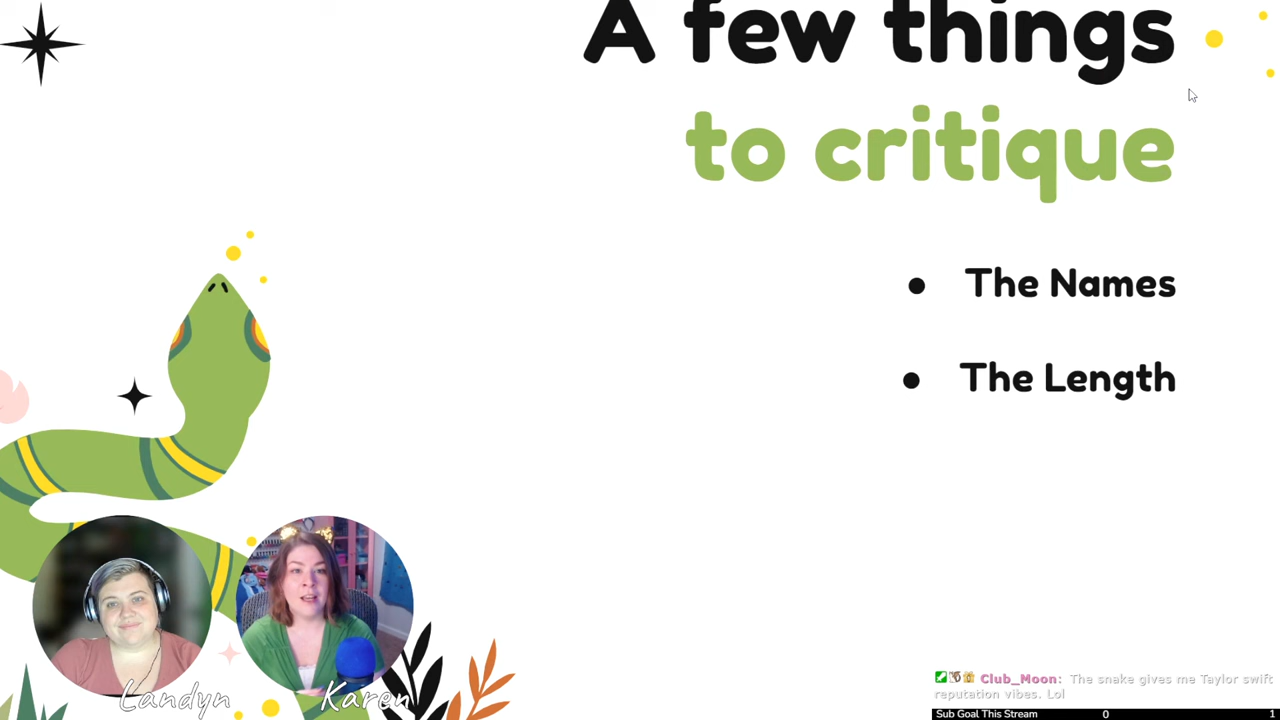 A few things
to critique
● The Names
● The Length
Landyn
Karen
Club_Moon: The snake gives me Taylor swift
reputation vibes. Lol
Sub Goal This Stream 0 1